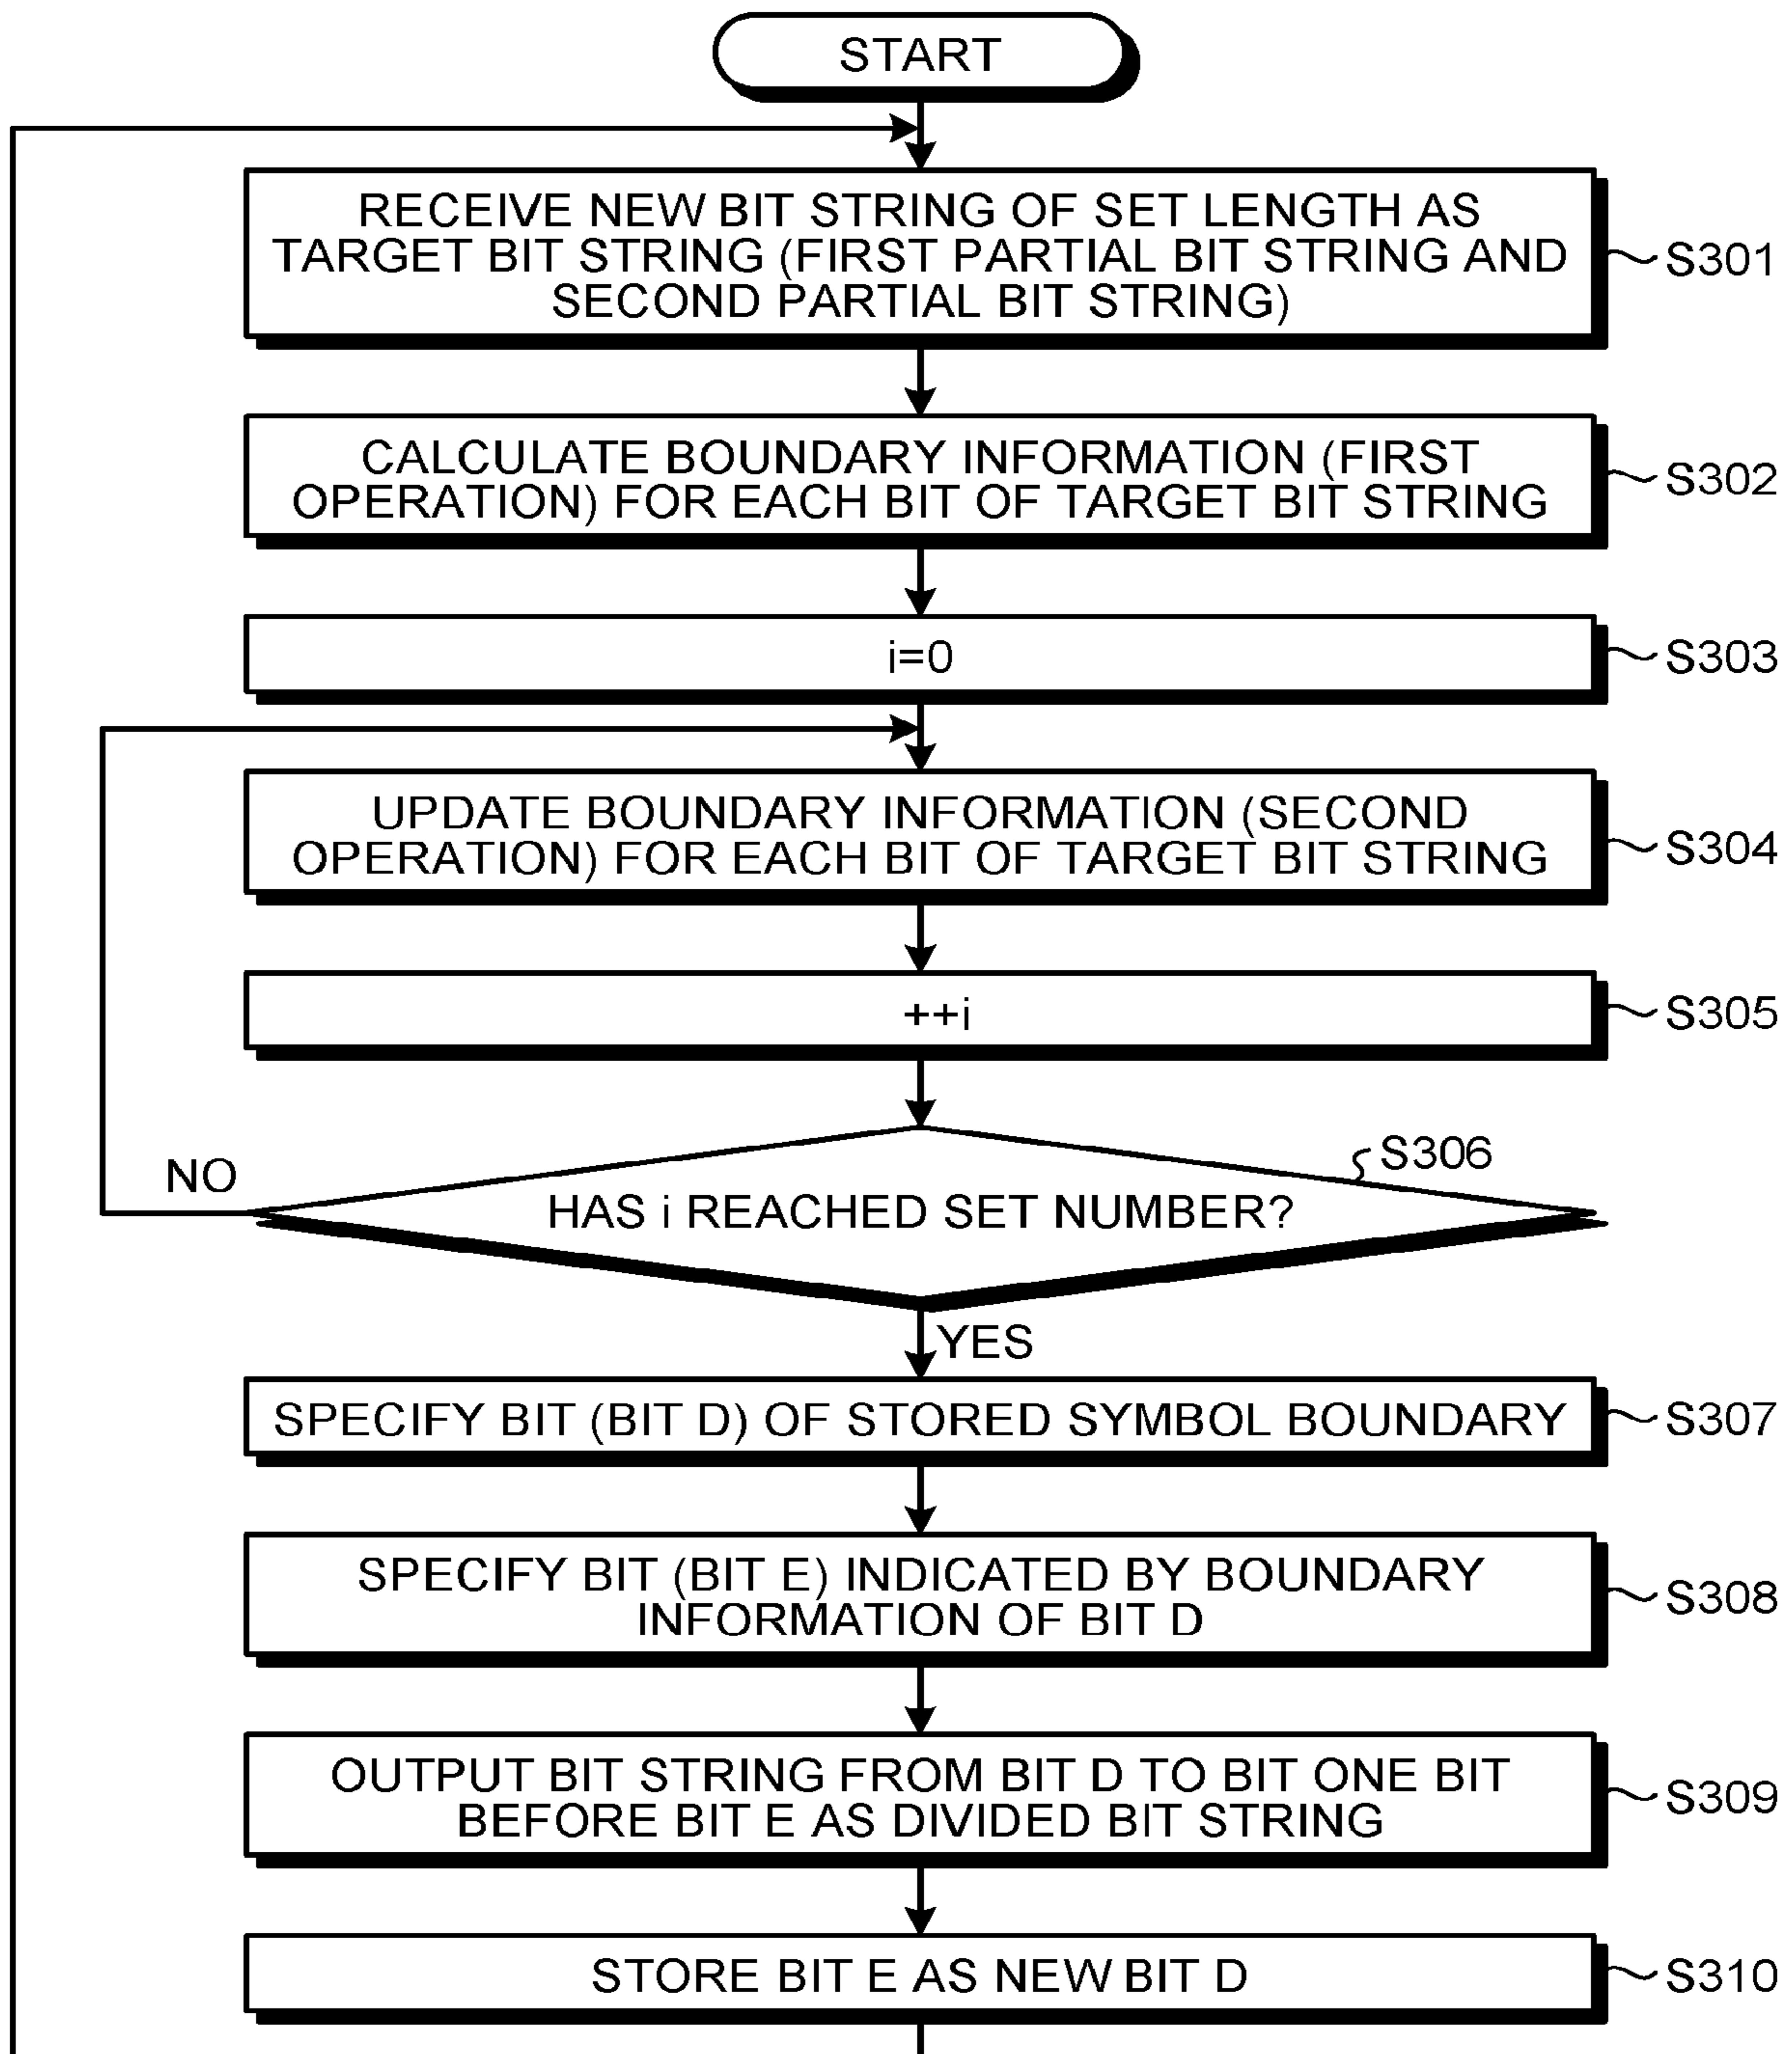 START
RECEIVE NEW BIT STRING OF SET LENGTH AS
TARGET BIT STRING (FIRST PARTIAL BIT STRING AND
SECOND PARTIAL BIT STRING)
S301
CALCULATE BOUNDARY INFORMATION (FIRST
OPERATION) FOR EACH BIT OF TARGET BIT STRING
S302
i=0
S303
UPDATE BOUNDARY INFORMATION (SECOND
OPERATION) FOR EACH BIT OF TARGET BIT STRING
S304
++i
S305
S306
NO
HAS i REACHED SET NUMBER?
YES
SPECIFY BIT (BIT D) OF STORED SYMBOL BOUNDARY
S307
SPECIFY BIT (BIT E) INDICATED BY BOUNDARY
INFORMATION OF BIT D
S308
OUTPUT BIT STRING FROM BIT D TO BIT ONE BIT
BEFORE BIT E AS DIVIDED BIT STRING
S309
STORE BIT E AS NEW BIT D
S310